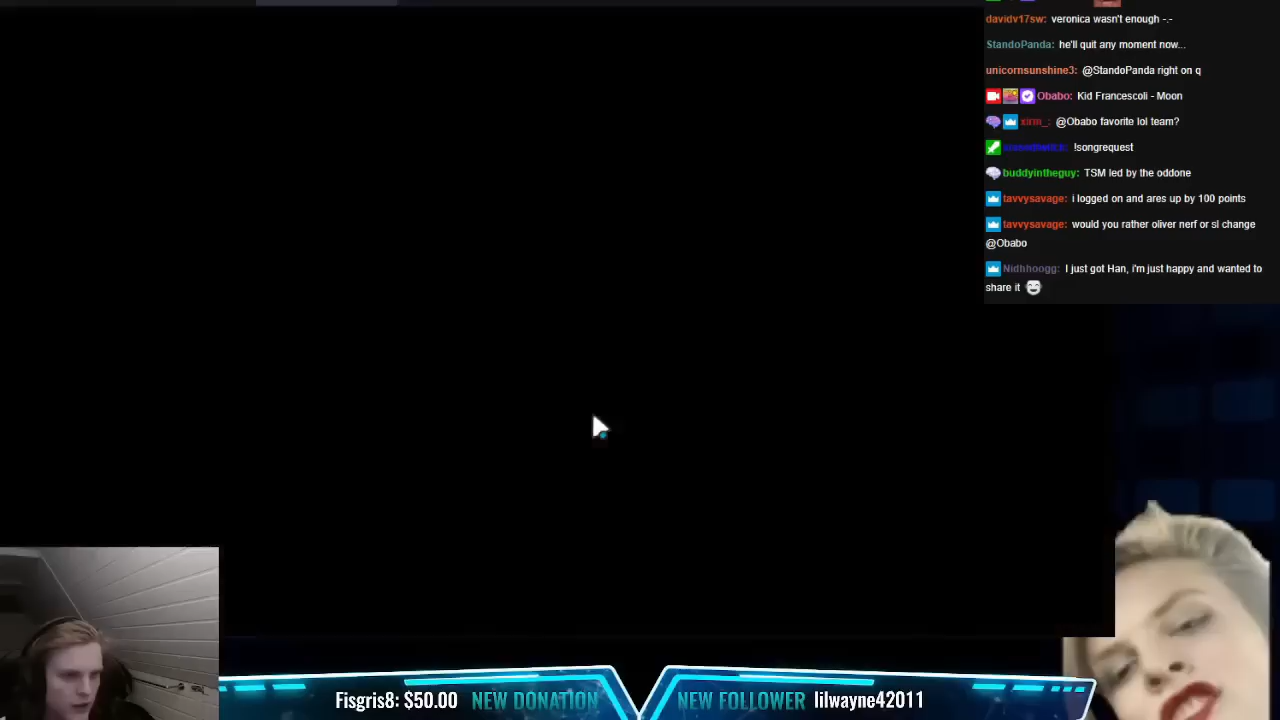 davidv17sw: veronica wasn't enough -.-
StandoPanda: he'll quit any moment now...
unicornsunshine3: @StandoPanda right on q
Obabo: Kid Francescoli - Moon
xirm_: @Obabo favorite lol team?
!songrequest
buddyintheguy: TSM led by the oddone
tavvysavage: i logged on and ares up by 100 points
tavvysavage: would you rather oliver nerf or sl change
@Obabo
Nidhhoogg: I just got Han, i'm just happy and wanted to
share it
Fisgris8: $50.00 NEW DONATION NEW FOLLOWER lilwayne42011